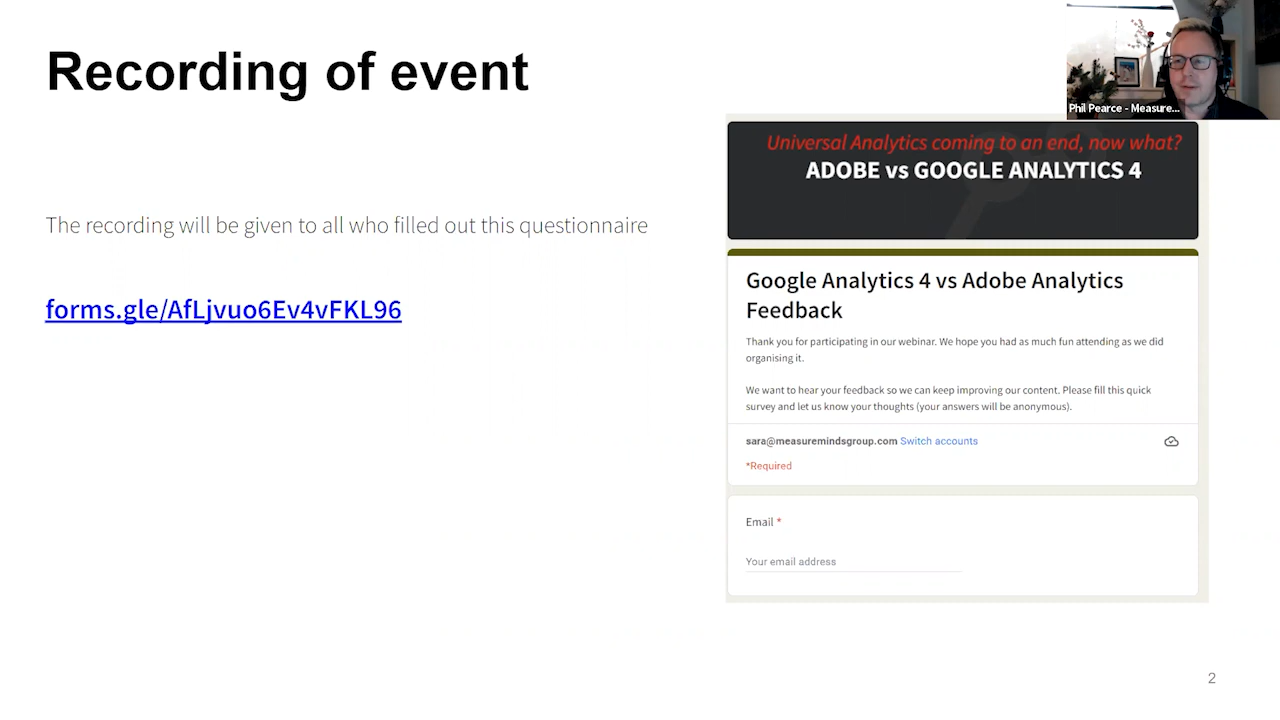 Recording of event
Phil Pearce - Measure...
The recording will be given to all who filled out this questionnaire
forms.gle/AfLjvuo6Ev4vFKL96
Universal Analytics coming to an end, now what?
ADOBE vs GOOGLE ANALYTICS 4
Google Analytics 4 vs Adobe Analytics
Feedback
Thank you for participating in our webinar. We hope you had as much fun attending as we did
organising it.
We want to hear your feedback so we can keep improving our content. Please fill this quick
survey and let us know your thoughts (your answers will be anonymous).
sara@measuremindsgroup.com Switch accounts
*Required
Email *
Your email address
2